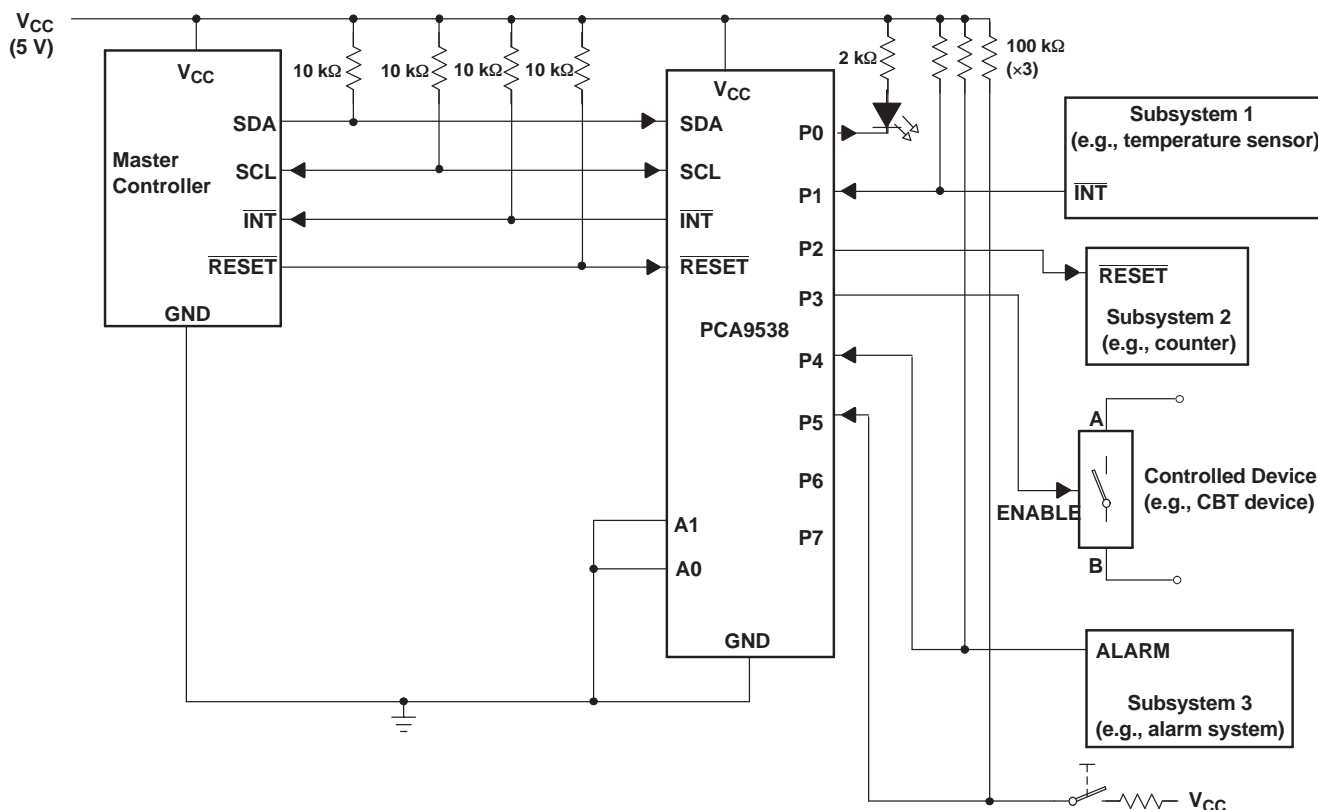 VCC
(5 V)
VCC
SDA
Master
Controller
SCL
INT
RESET
GND
10 kΩ
10 kΩ
10 kΩ
10 kΩ
VCC
SDA
SCL
INT
RESET
PCA9538
A1
A0
GND
P0
P1
P2
P3
P4
P5
P6
P7
2 kΩ
100 kΩ
(×3)
Subsystem 1
(e.g., temperature sensor)
INT
RESET
Subsystem 2
(e.g., counter)
A
Controlled Device
(e.g., CBT device)
ENABLE
B
ALARM
Subsystem 3
(e.g., alarm system)
VCC